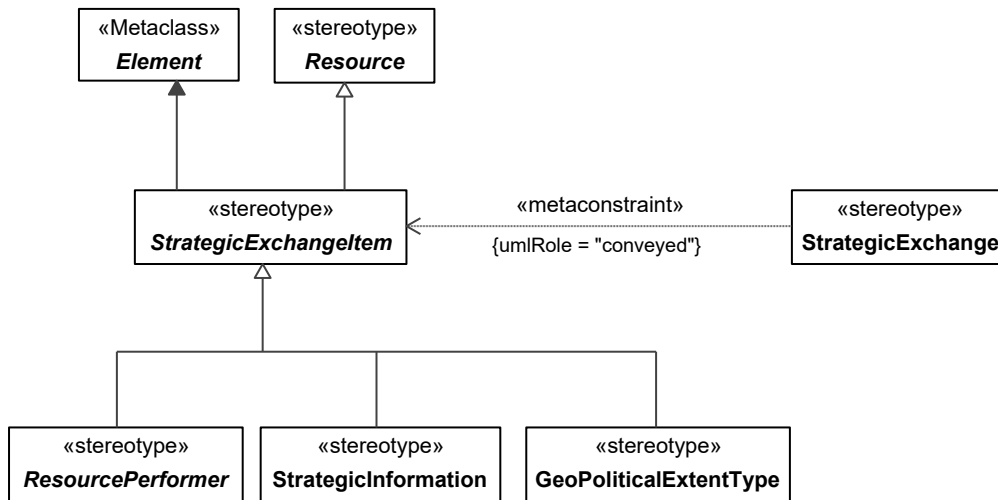 «Metaclass»
Element
«stereotype»
Resource
«stereotype»
StrategicExchangeItem
«metaconstraint»
{umlRole = "conveyed"}
«stereotype»
StrategicExchange
«stereotype»
ResourcePerformer
«stereotype»
StrategicInformation
«stereotype»
GeoPoliticalExtentType